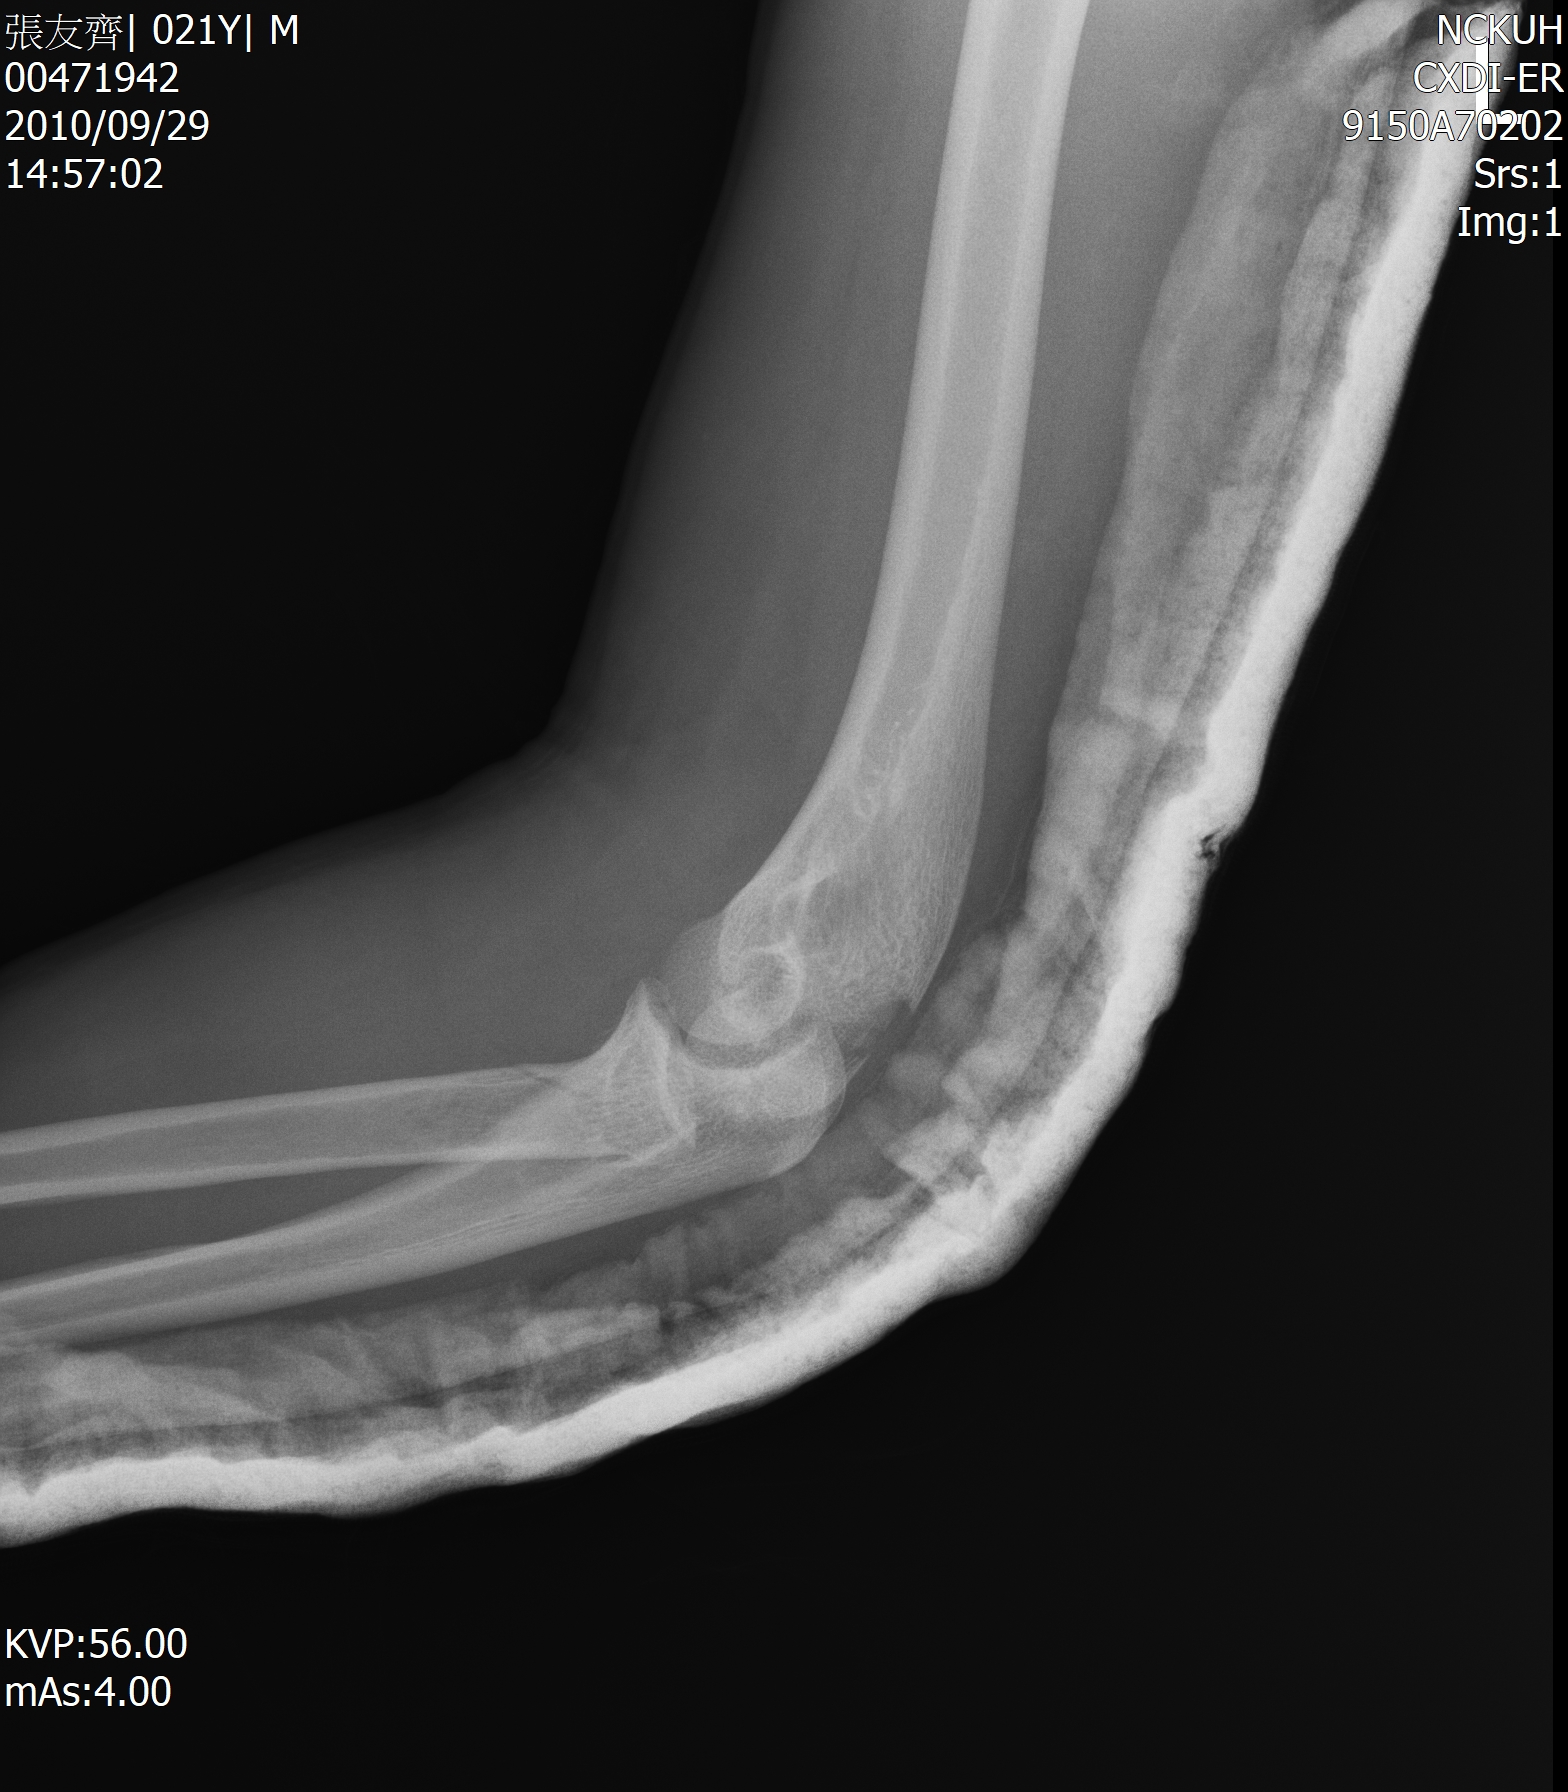 張友齊| 021Y| M
00471942
2010/09/29
14:57:02
NCKUH
CXDI-ER
9150A70202
Srs:1
Img:1
L
KVP:56.00
mAs:4.00